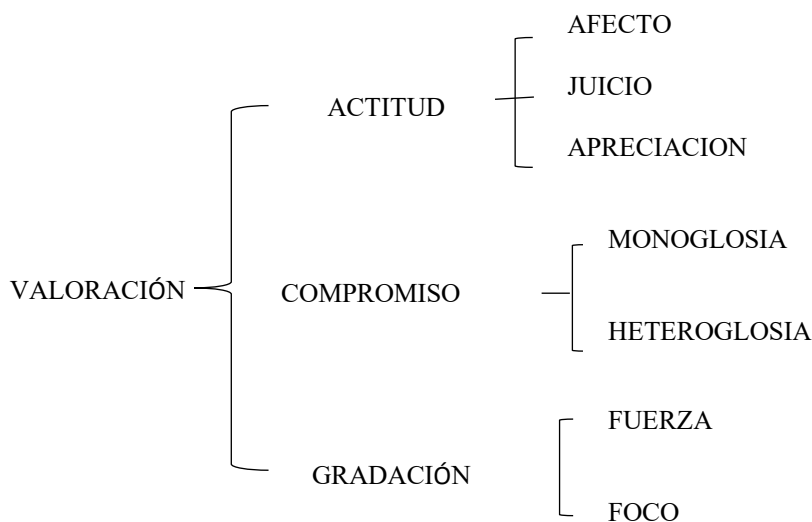 AFECTO
JUICIO
ACTITUD
APRECIACION
MONOGLOSIA
VALORACIÓN
COMPROMISO
HETEROGLOSIA
FUERZA
GRADACIÓN
FOCO